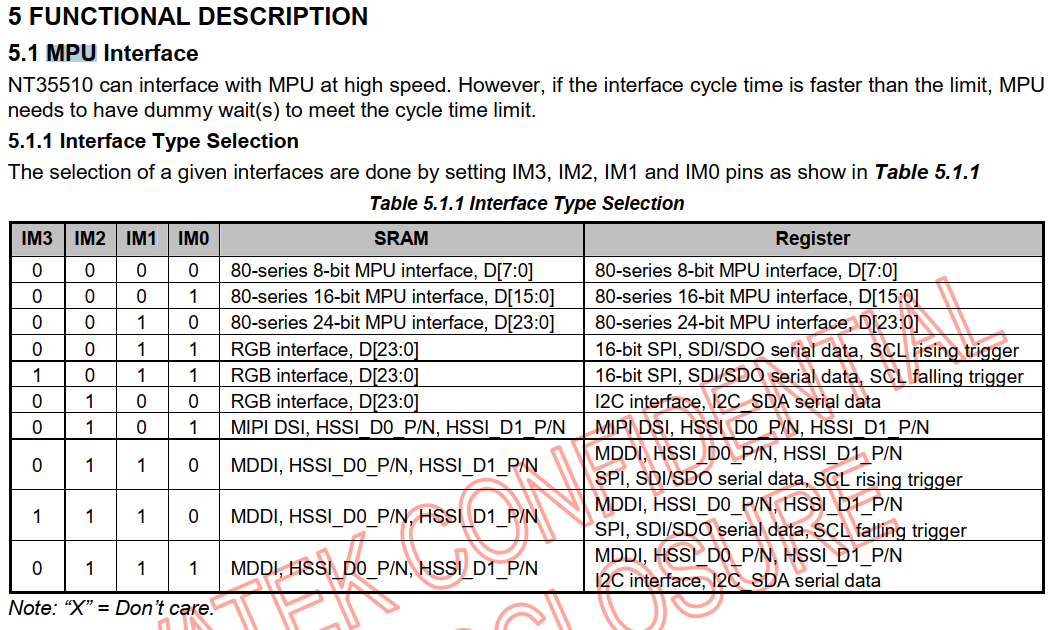 5 FUNCTIONAL DESCRIPTION
5.1 MPU Interface
NT35510 can interface with MPU at high speed. However, if the interface cycle time is faster than the limit, MPU
needs to have dummy wait(s) to meet the cycle time limit.
5.1.1 Interface Type Selection
The selection of a given interfaces are done by setting IM3, IM2, IM1 and IM0 pins as show in Table 5.1.1
Table 5.1.1 Interface Type Selection
IM3 IM2 IM1 IM0 SRAM Register
0 0 0 0 80-series 8-bit MPU interface, D[7:0] 80-series 8-bit MPU interface, D[7:0]
0 0 0 1 80-series 16-bit MPU interface, D[15:0] 80-series 16-bit MPU interface, D[15:0]
0 0 1 0 80-series 24-bit MPU interface, D[23:0] 80-series 24-bit MPU interface, D[23:0]
0 0 1 1 RGB interface, D[23:0] 16-bit SPI, SDI/SDO serial data, SCL rising trigger
1 0 1 1 RGB interface, D[23:0] 16-bit SPI, SDI/SDO serial data, SCL falling trigger
0 1 0 0 RGB interface, D[23:0] I2C interface, I2C_SDA serial data
0 1 0 1 MIPI DSI, HSSI_D0_P/N, HSSI_D1_P/N MIPI DSI, HSSI_D0_P/N, HSSI_D1_P/N
0 1 1 0 MDDI, HSSI_D0_P/N, HSSI_D1_P/N MDDI, HSSI_D0_P/N, HSSI_D1_P/N
SPI, SDI/SDO serial data, SCL rising trigger
1 1 1 0 MDDI, HSSI_D0_P/N, HSSI_D1_P/N MDDI, HSSI_D0_P/N, HSSI_D1_P/N
SPI, SDI/SDO serial data, SCL falling trigger
0 1 1 1 MDDI, HSSI_D0_P/N, HSSI_D1_P/N MDDI, HSSI_D0_P/N, HSSI_D1_P/N
I2C interface, I2C_SDA serial data
Note: “X” = Don’t care.
CONFIDENTIAL